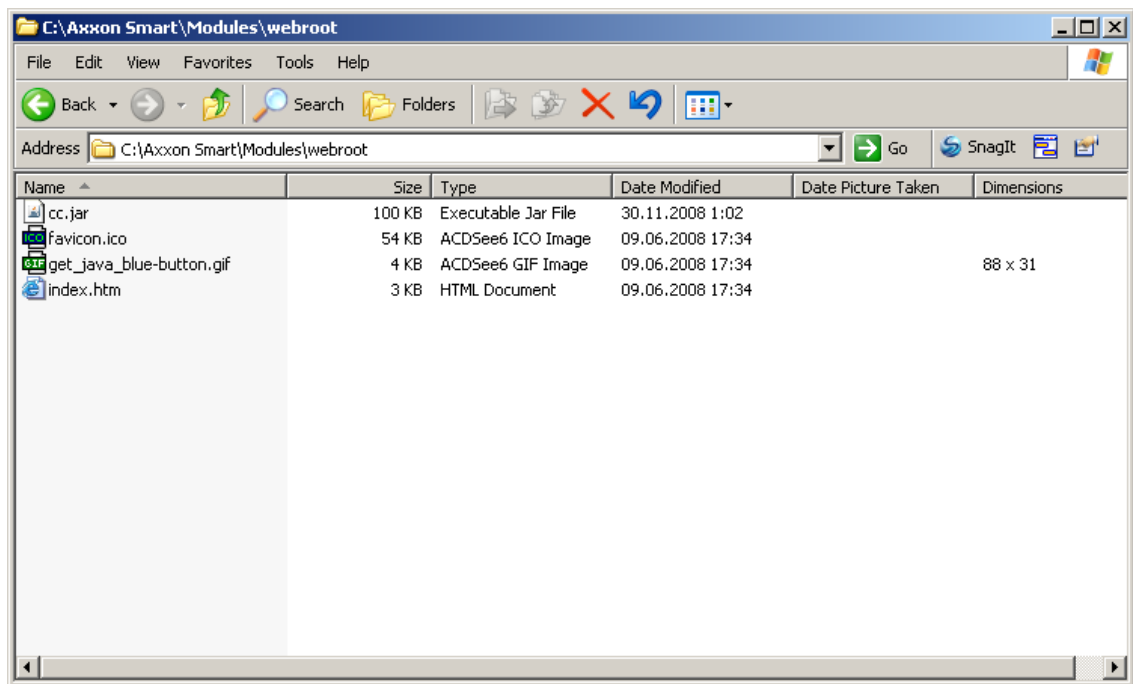 C:\Axxon Smart\Modules\webroot
File Edit View Favorites Tools Help
Back Search Folders
Address C:\Axxon Smart\Modules\webroot Go SnagIt
Name Size Type Date Modified Date Picture Taken Dimensions
cc.jar 100 KB Executable Jar File 30.11.2008 1:02
ICO favicon.ico 54 KB ACDSee6 ICO Image 09.06.2008 17:34
GIF get_java_blue-button.gif 4 KB ACDSee6 GIF Image 09.06.2008 17:34 88 x 31
index.htm 3 KB HTML Document 09.06.2008 17:34